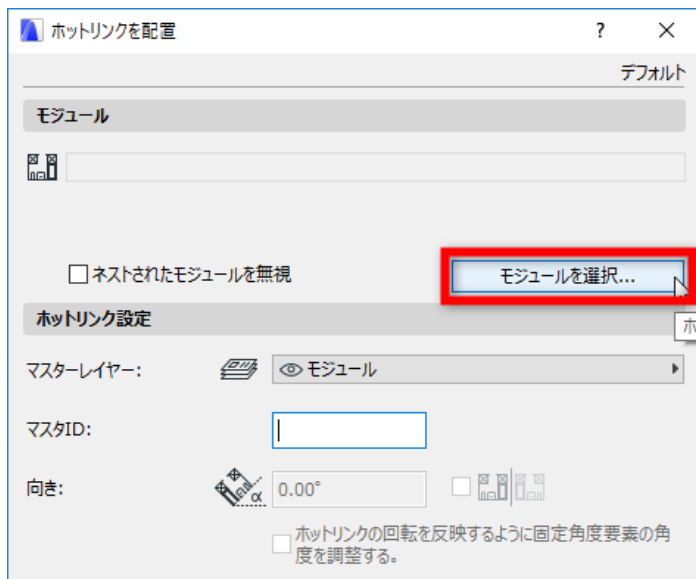 ホットリンクを配置 ? ×
デフォルト
モジュール
ネストされたモジュールを無視 モジュールを選択...
ホットリンク設定 ホ
マスターレイヤー: モジュール
マスタID:
向き: α 0.00°
ホットリンクの回転を反映するように固定角度要素の角
度を調整する。